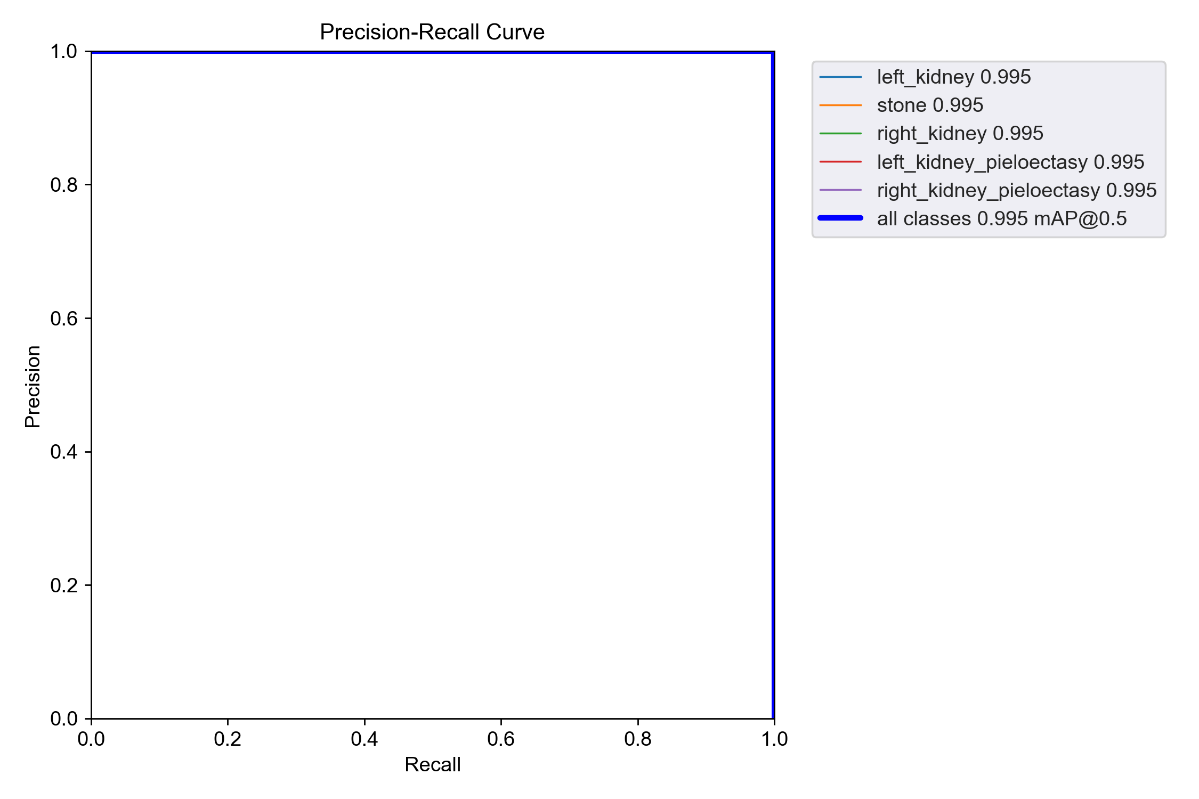 Precision-Recall Curve
1.0
0.8
0.6
0.4
0.2
0.0
Precision
0.0 0.2 0.4 0.6 0.8 1.0
Recall
left_kidney 0.995
stone 0.995
right_kidney 0.995
left_kidney_pieloectasy 0.995
right_kidney_pieloectasy 0.995
all classes 0.995 mAP@0.5